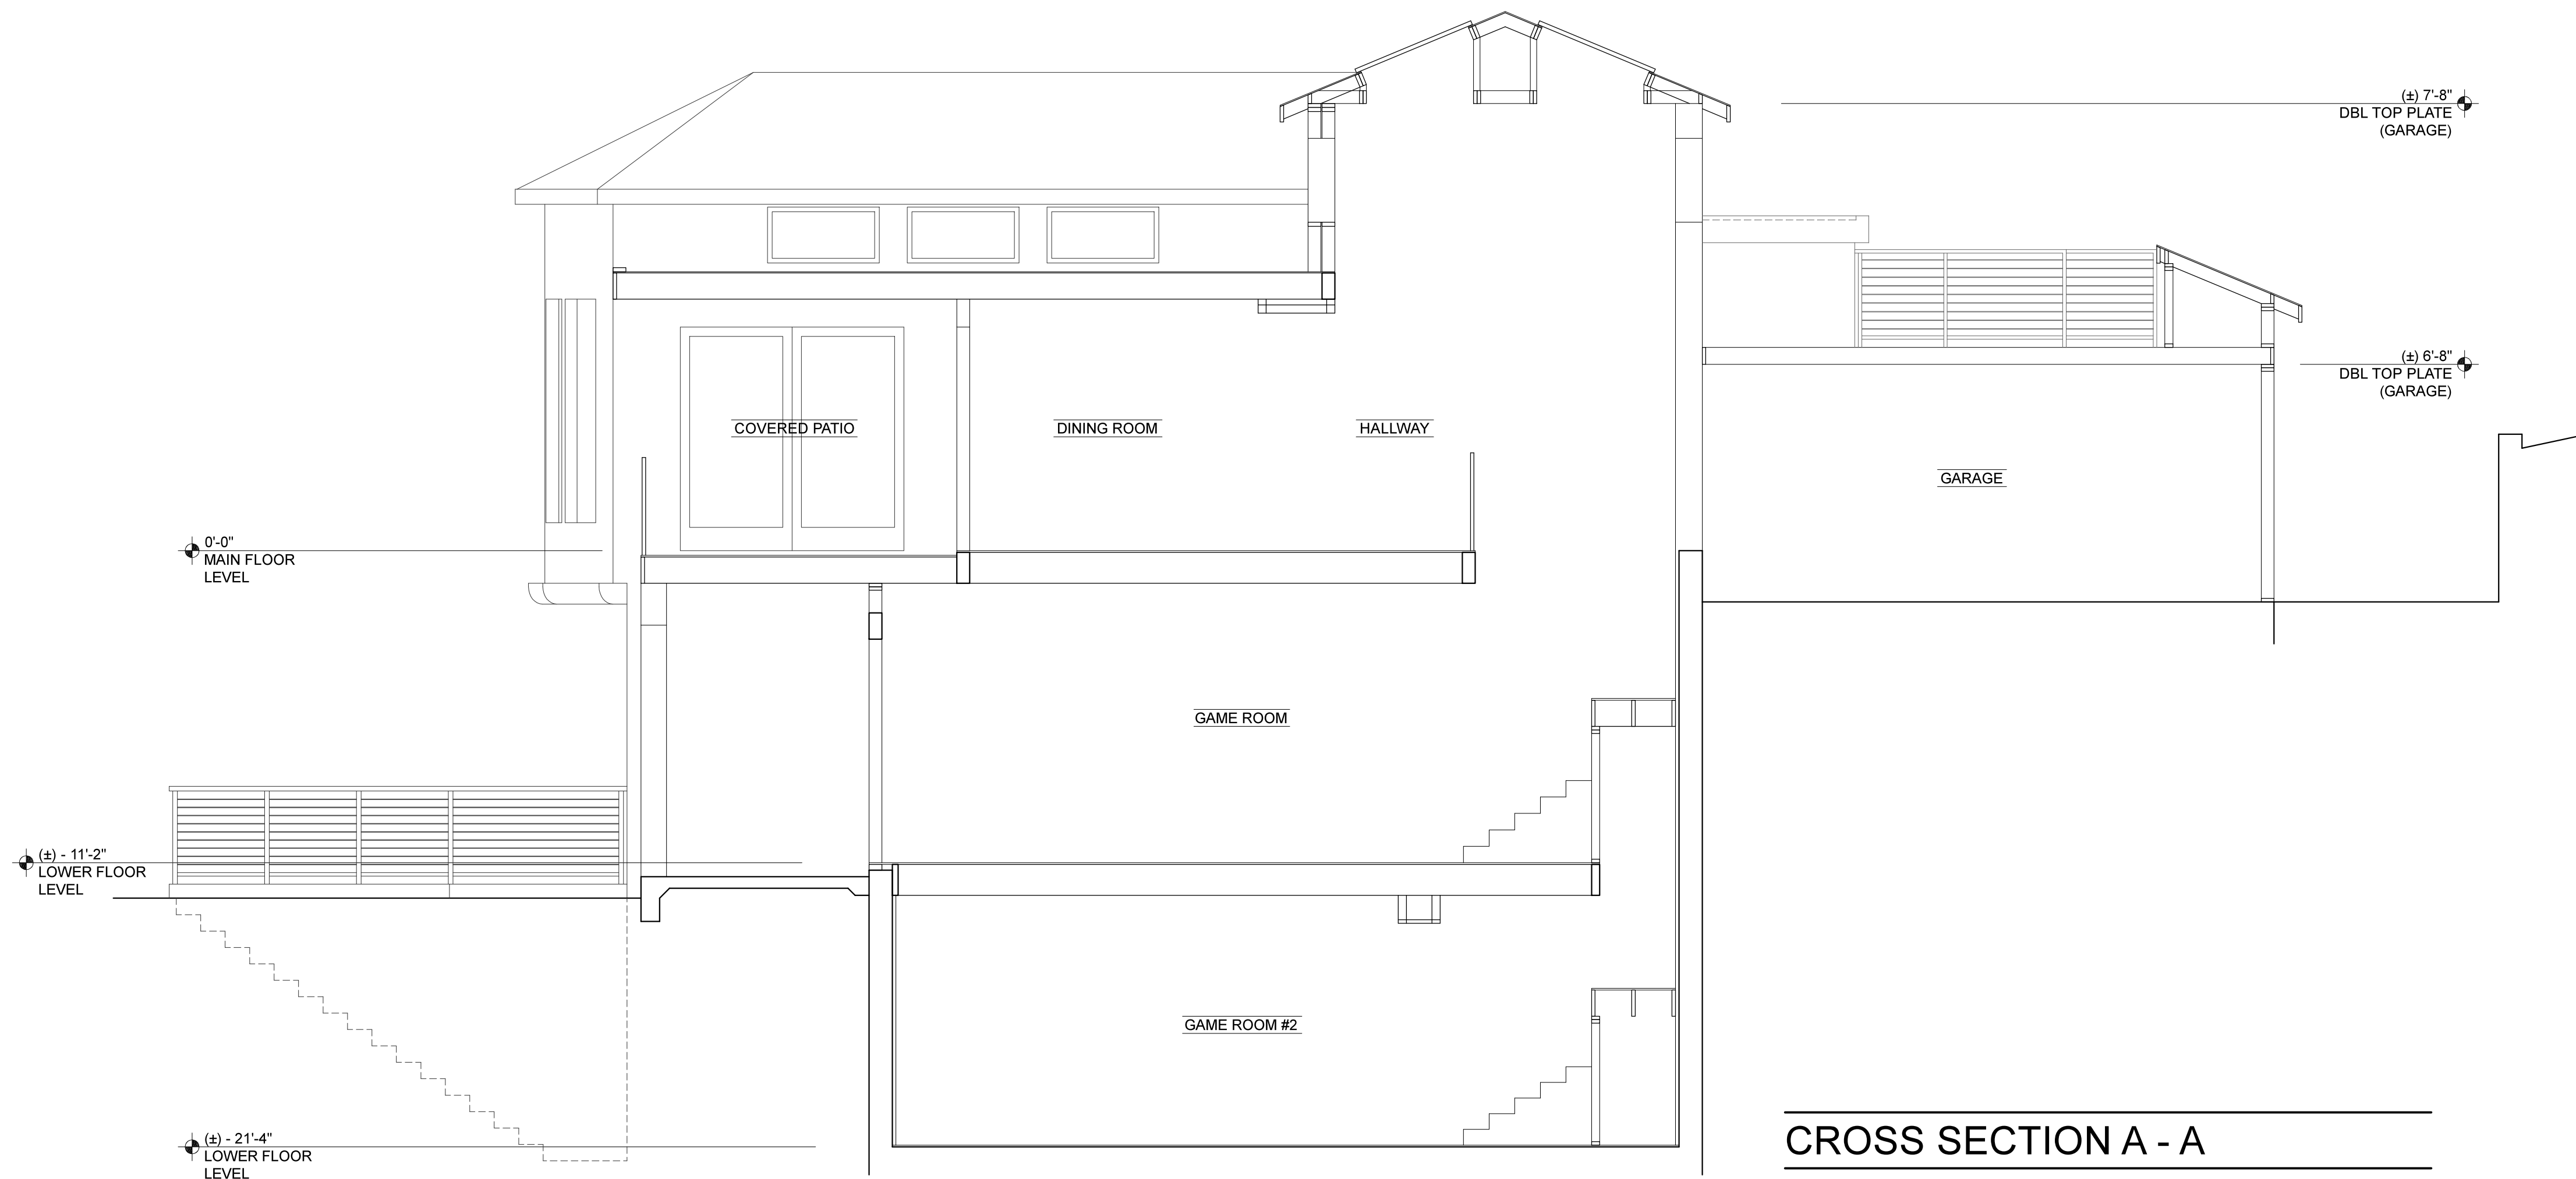 (±) 7'-8"
DBL TOP PLATE
(GARAGE)
(±) 6'-8"
DBL TOP PLATE
(GARAGE)
COVERED PATIO
DINING ROOM
HALLWAY
GARAGE
0'-0"
MAIN FLOOR
LEVEL
GAME ROOM
(±) - 11'-2"
LOWER FLOOR
LEVEL
GAME ROOM #2
(±) - 21'-4"
LOWER FLOOR
LEVEL
CROSS SECTION A - A